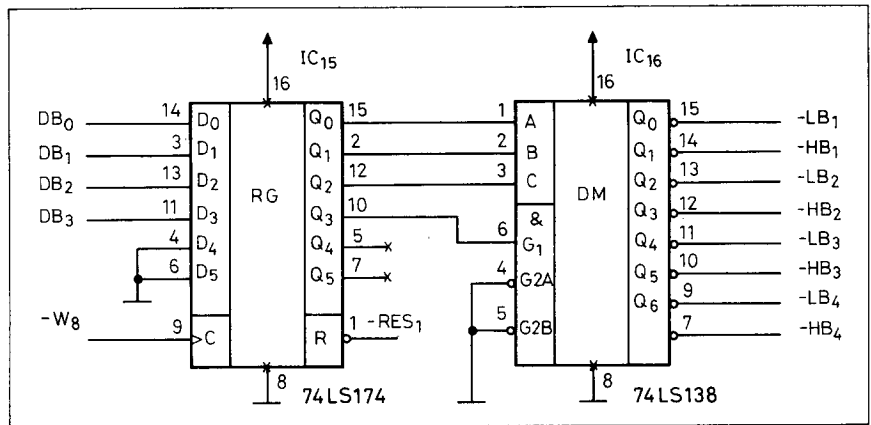 IC15 IC16
16 16
DB0 14 D0 Q0 15 1 A Q0 15 -LB1
DB1 3 D1 Q1 2 2 B Q1 14 -HB1
DB2 13 D2 Q2 12 3 C Q2 13 -LB2
RG DM
DB3 11 D3 Q3 10 & Q3 12 -HB2
4 D4 Q4 5 6 G1 Q4 11 -LB3
6 D5 Q5 7 4 G2A Q5 10 -HB3
Q6 9 -LB4
-W8 9 C R 1 -RES1 5 G2B 7 -HB4
8 8
74LS174 74LS138